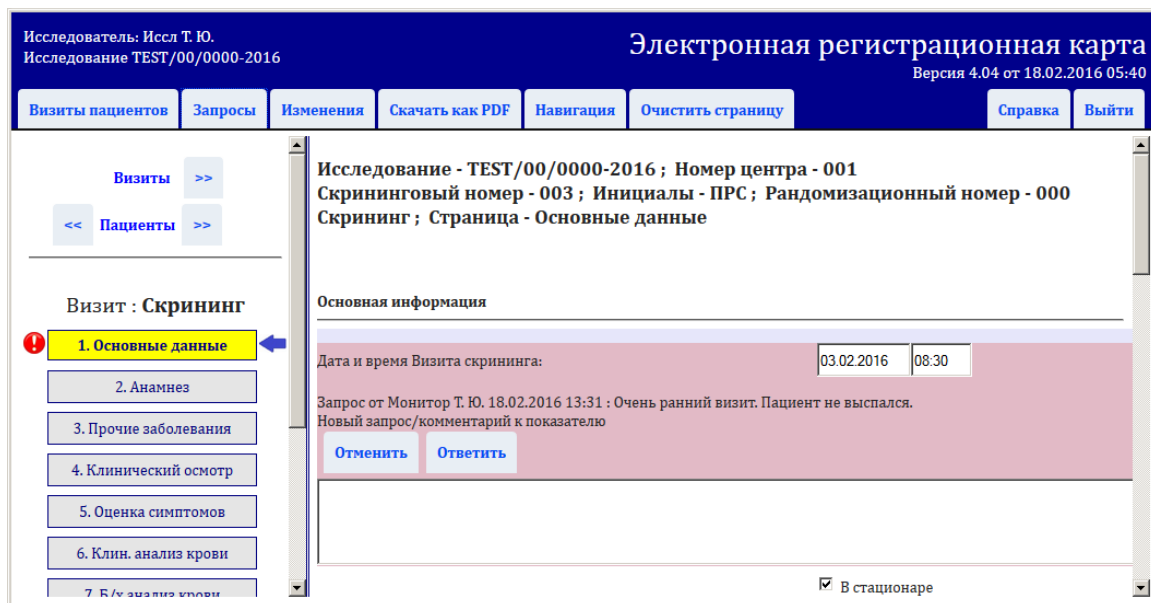 Исследователь: Иссл Т. Ю.
Исследование TEST/00/0000-2016
Электронная регистрационная карта
Версия 4.04 от 18.02.2016 05:40
Визиты пациентов Запросы Изменения Скачать как PDF Навигация Очистить страницу Справка Выйти
Визиты >>
<< Пациенты >>
Визит : Скрининг
1. Основные данные
2. Анамнез
3. Прочие заболевания
4. Клинический осмотр
5. Оценка симптомов
6. Клин. анализ крови
7. Б/х анализ крови
Исследование - TEST/00/0000-2016 ; Номер центра - 001
Скрининговый номер - 003 ; Инициалы - ПРС ; Рандомизационный номер - 000
Скрининг ; Страница - Основные данные
Основная информация
Дата и время Визита скрининга: 03.02.2016 08:30
Запрос от Монитор Т. Ю. 18.02.2016 13:31 : Очень ранний визит. Пациент не выспался.
Новый запрос/комментарий к показателю
Отменить Ответить
В стационаре